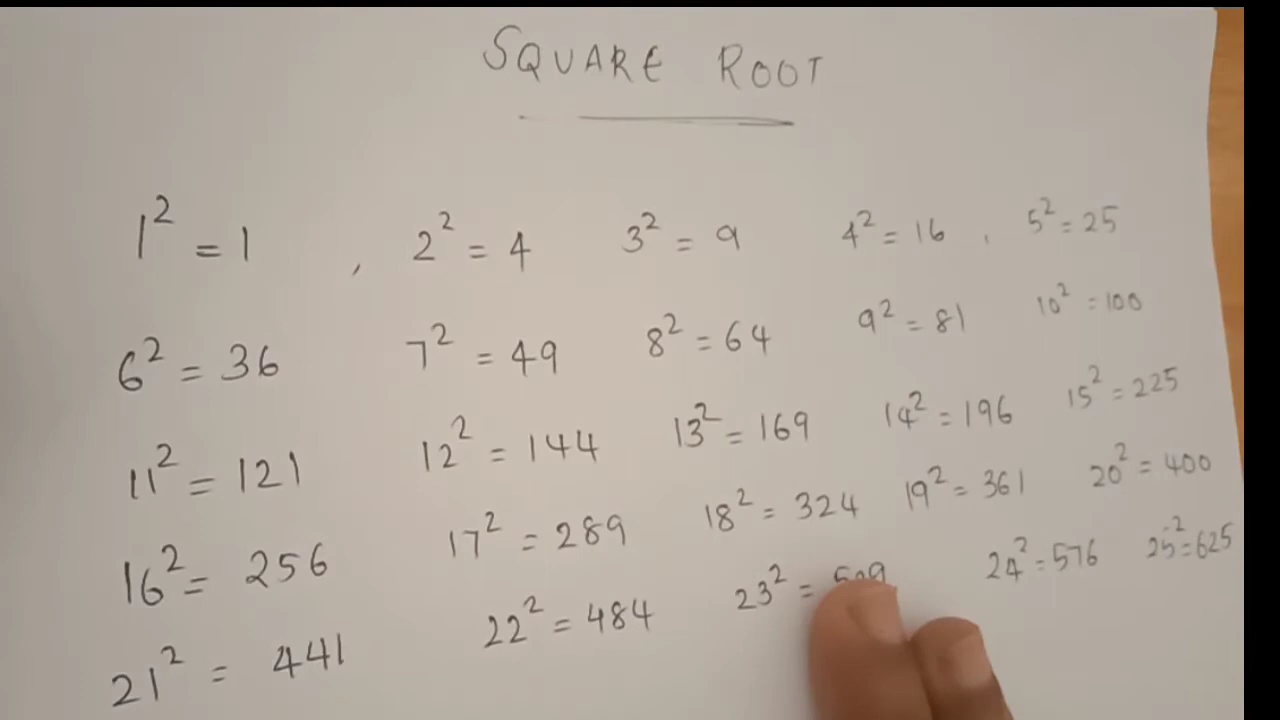 SQUARE ROOT
1² = 1 , 2² = 4 3² = 9 4² = 16 , 5² = 25
6² = 36 7² = 49 8² = 64 9² = 81 10² = 100
11² = 121 12² = 144 13² = 169 14² = 196 15² = 225
16² = 256 17² = 289 18² = 324 19² = 361 20² = 400
21² = 441 22² = 484 23² = 24² = 576 25² = 625